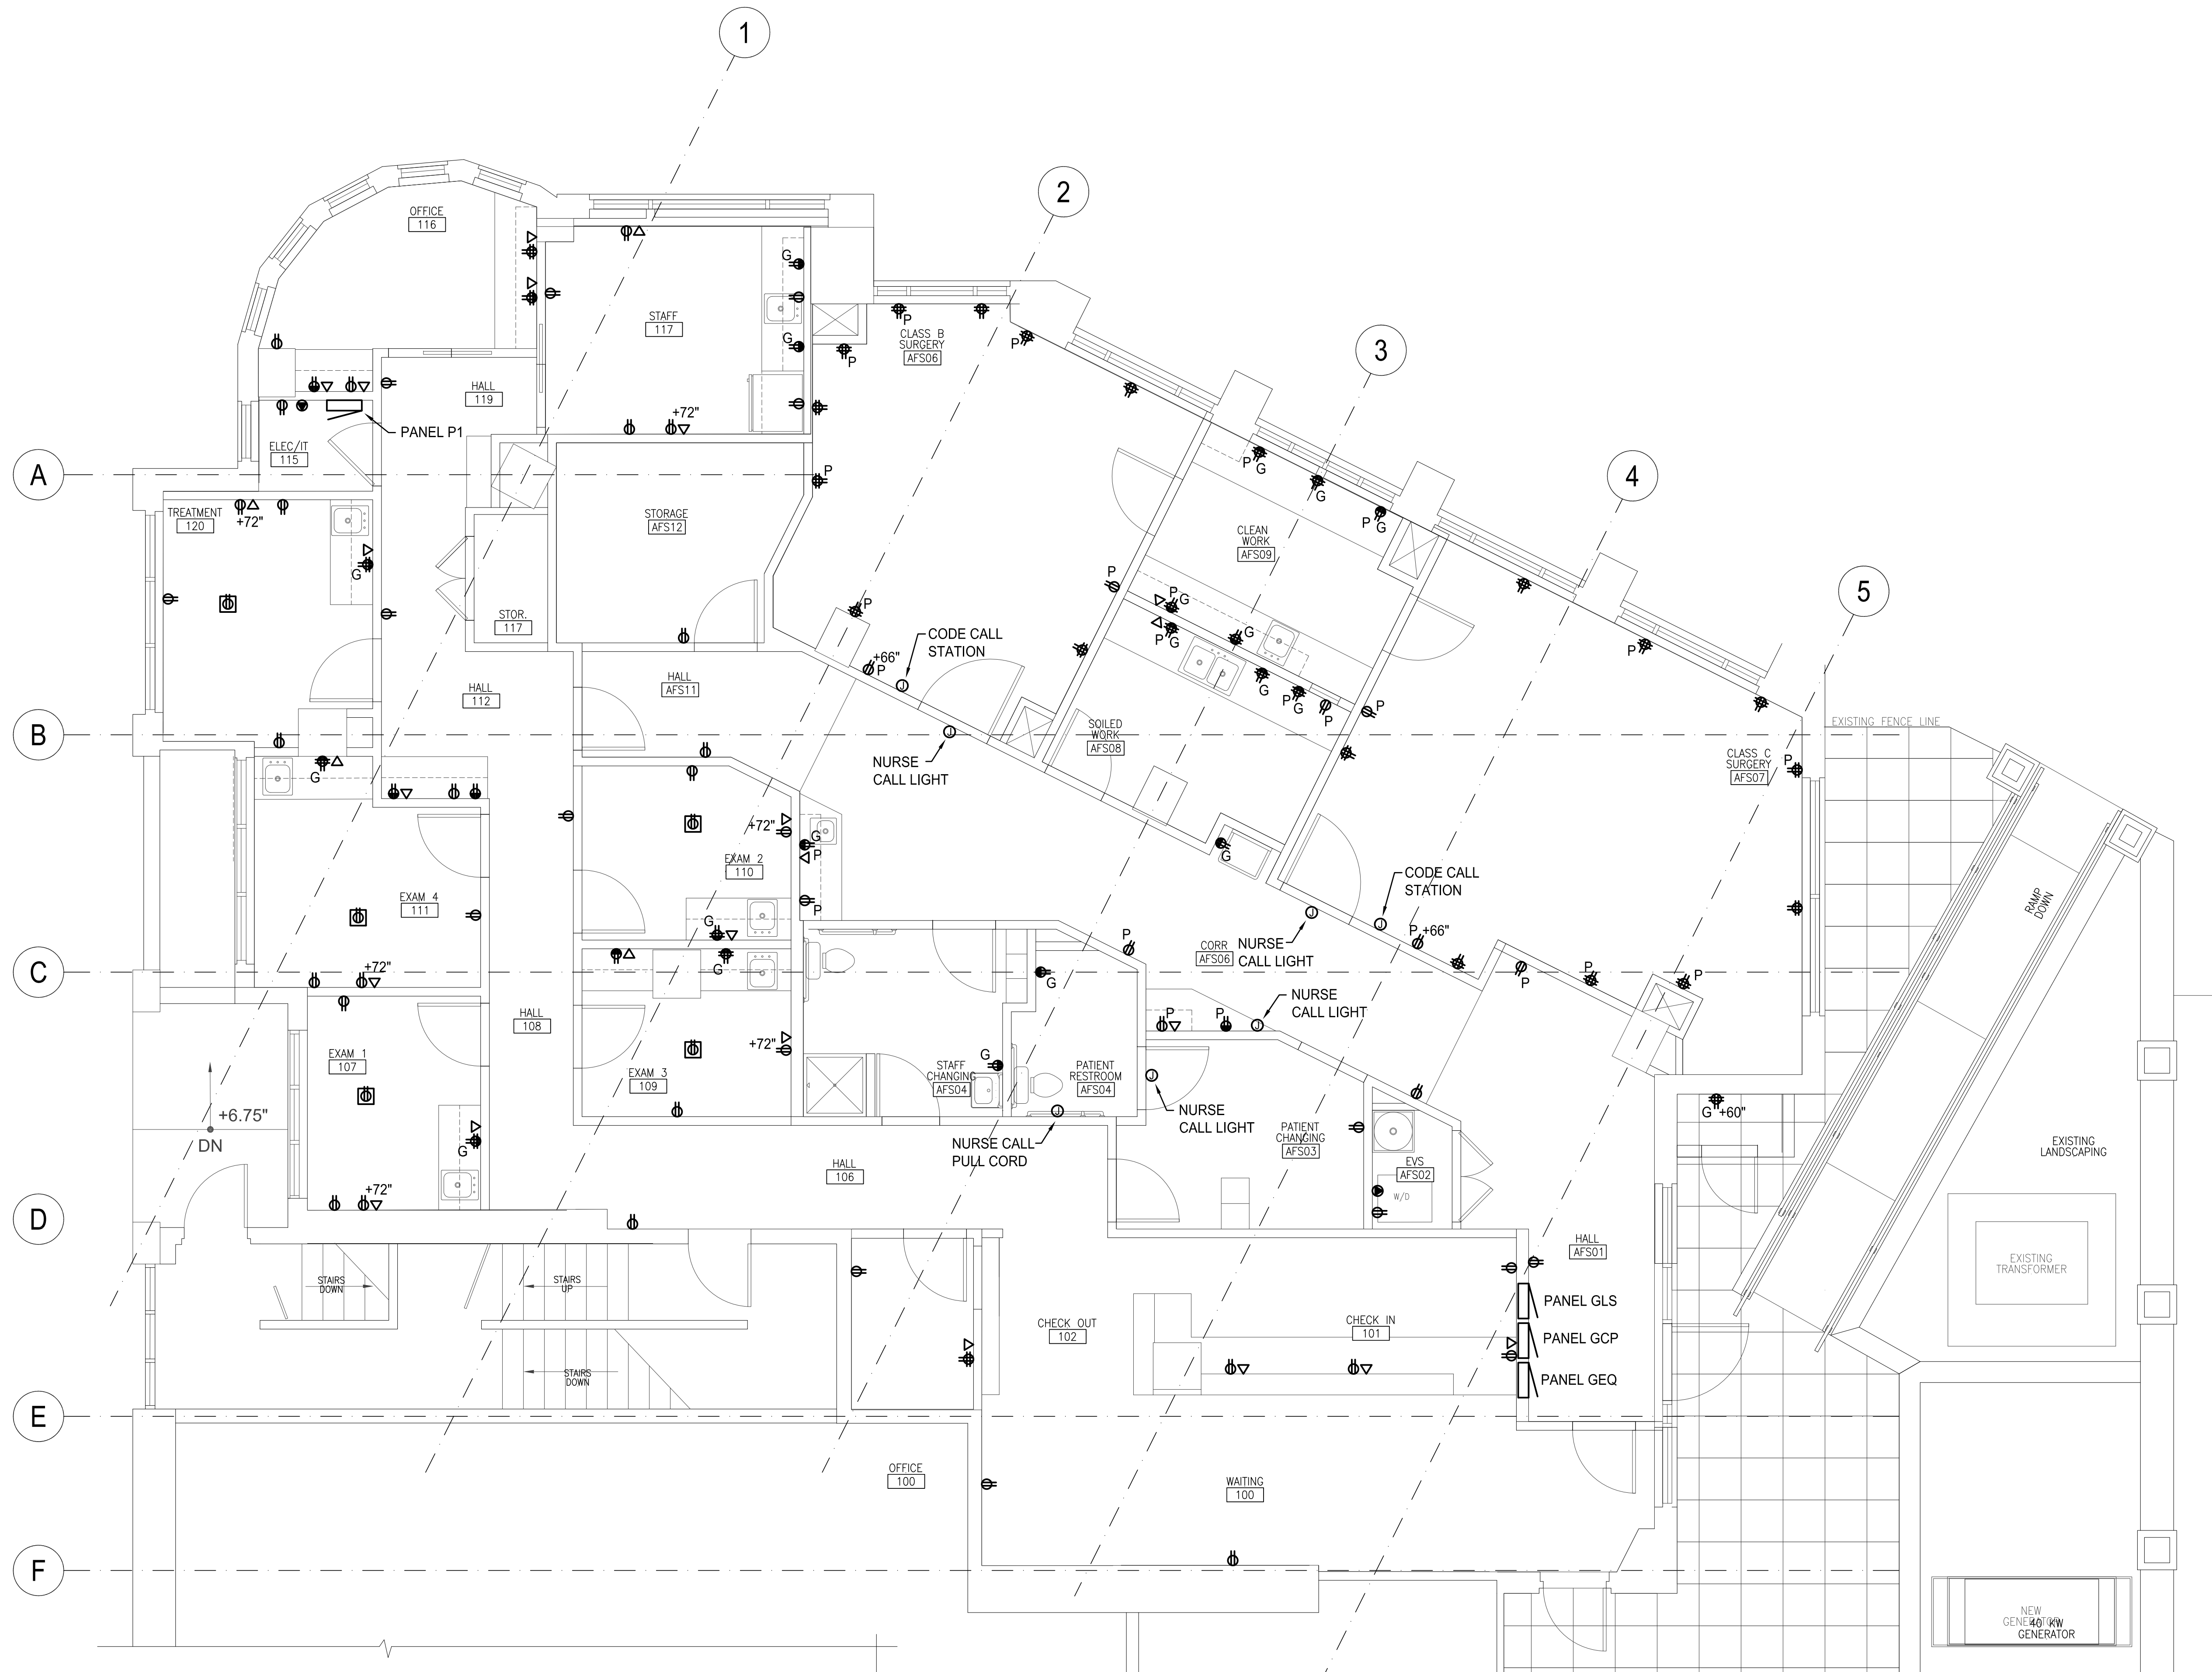 1
2
3
4
5
A
B
C
D
E
F
OFFICE
116
STAFF
117
G
G
HALL
119
PANEL P1
ELEC/IT
115
+72"
CLASS B
SURGERY
AFS06
P
P
P
P
TREATMENT
120
+72"
G
STORAGE
AFS12
STOR.
117
CLEAN
WORK
AFS09
P
G
G
P
G
P
P
G
P
G
G
G
P
G
P
P
P
+66"
P
CODE CALL
STATION
NURSE
CALL LIGHT
HALL
AFS11
HALL
112
SOILED
WORK
AFS08
G
P
EXISTING FENCE LINE
CLASS C
SURGERY
AFS07
P
G
+72"
EXAM 2
110
G
G
P
P
EXAM 4
111
+72"
CODE CALL
STATION
P
+66"
CORR
AFS06
NURSE
CALL LIGHT
P
P
P
P
RAMP
DOWN
G
G
NURSE
CALL LIGHT
P
P
HALL
108
+72"
EXAM 1
107
EXAM 3
109
G
STAFF
CHANGING
AFS04
PATIENT
RESTROOM
AFS04
NURSE
CALL LIGHT
NURSE CALL
PULL CORD
+6.75"
DN
G
+72"
G
+60"
EXISTING
LANDSCAPING
PATIENT
CHANGING
AFS03
EVS
AFS02
W/D
HALL
106
HALL
AFS01
EXISTING
TRANSFORMER
STAIRS
DOWN
STAIRS
UP
STAIRS
DOWN
CHECK OUT
102
CHECK IN
101
PANEL GLS
PANEL GCP
PANEL GEQ
OFFICE
100
WAITING
100
J
J
J
J
J
J
J
NEW
GENERATOR
40 KW
GENERATOR